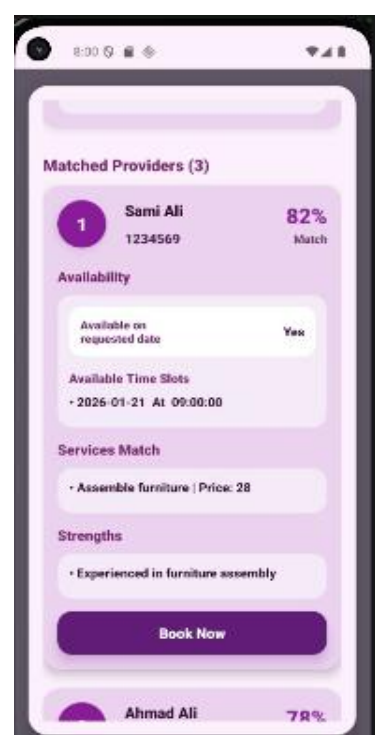 8:00
Matched Providers (3)
1
Sami Ali
82%
1234569
Match
Availability
Available on
requested date
Yes
Available Time Slots
• 2026-01-21 At 09:00:00
Services Match
• Assemble furniture | Price: 28
Strengths
• Experienced in furniture assembly
Book Now
Ahmad Ali
78%